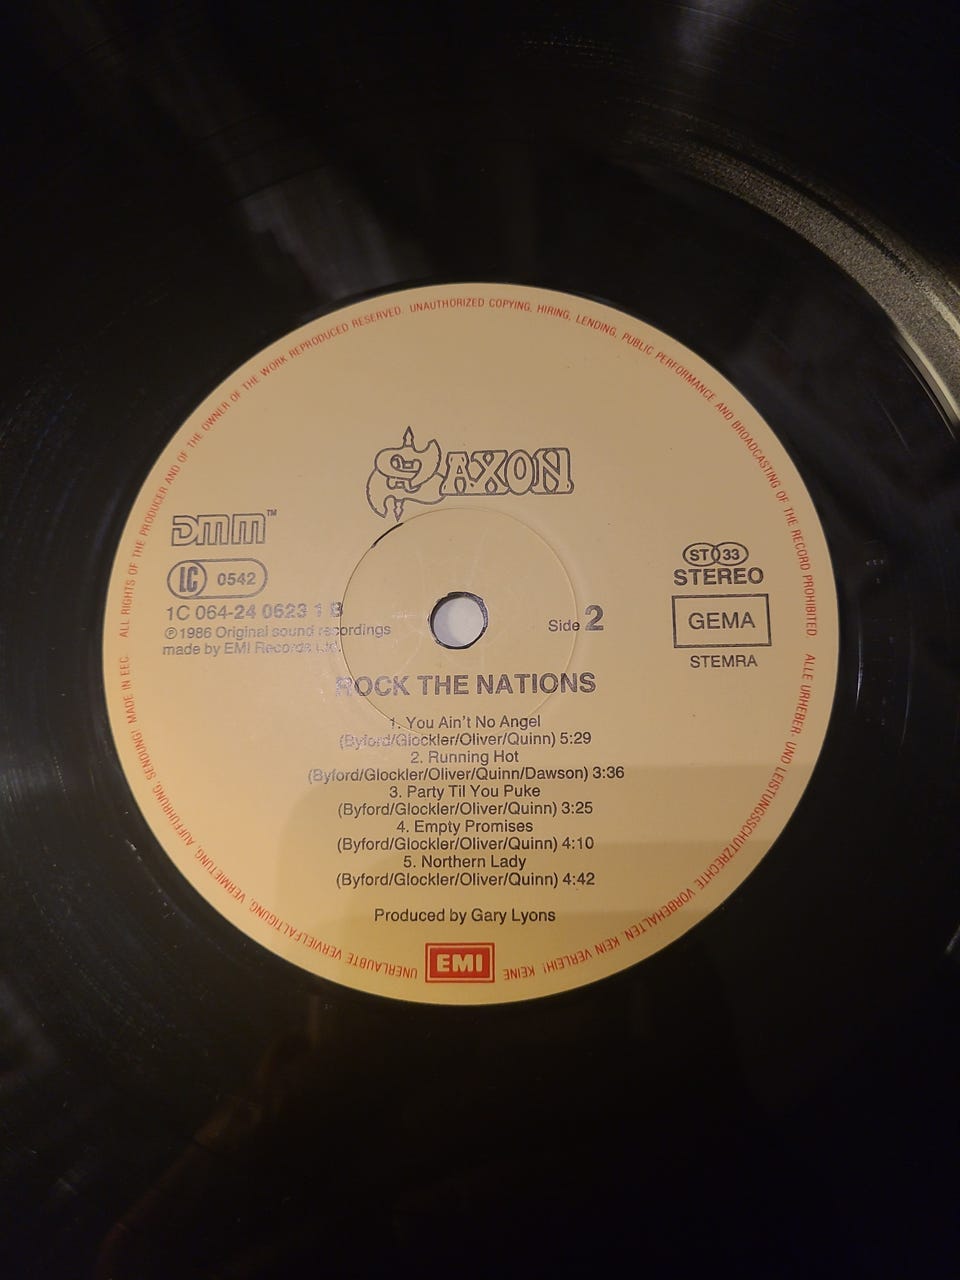 ALL RIGHTS OF THE PRODUCER AND OF THE OWNER OF THE WORK REPRODUCED RESERVED. UNAUTHORIZED COPYING, HIRING, LENDING, PUBLIC PERFORMANCE AND BROADCASTING OF THE RECORD PROHIBITED.
SAXON
DMM™
LC 0542
1C 064-24 0623 1 B
℗1986 Original sound recordings
made by EMI Records Ltd.
ST 33
STEREO
GEMA
STEMRA
Side 2
ROCK THE NATIONS
1. You Ain't No Angel
(Byford/Glockler/Oliver/Quinn) 5:29
2. Running Hot
(Byford/Glockler/Oliver/Quinn/Dawson) 3:36
3. Party Til You Puke
(Byford/Glockler/Oliver/Quinn) 3:25
4. Empty Promises
(Byford/Glockler/Oliver/Quinn) 4:10
5. Northern Lady
(Byford/Glockler/Oliver/Quinn) 4:42
Produced by Gary Lyons
EMI
ALLE URHEBER- UND LEISTUNGSSCHUTZRECHTE VORBEHALTEN. KEIN VERLEIH! KEINE UNERLAUBTE VERVIELFÄLTIGUNG, VERMIETUNG, AUFFÜHRUNG, SENDUNG! MADE IN EEC.